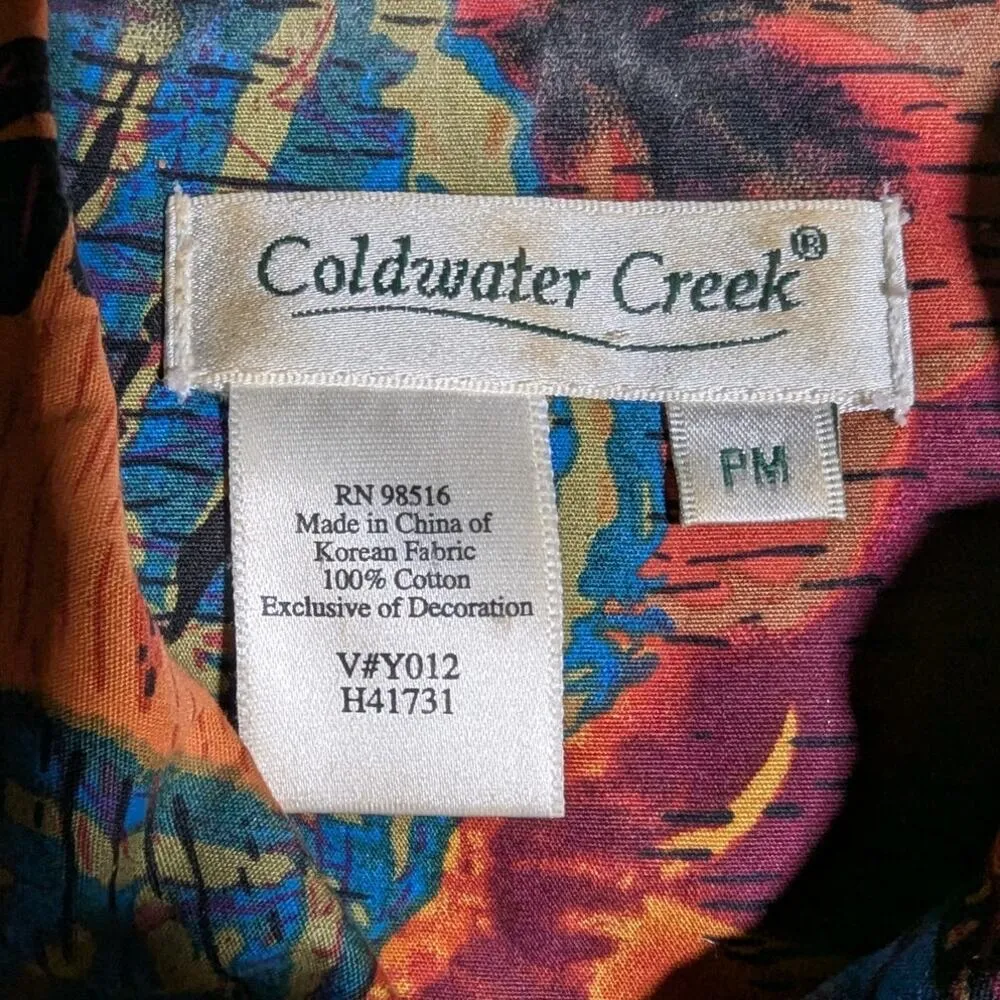 Coldwater Creek®
PM
RN 98516
Made in China of
Korean Fabric
100% Cotton
Exclusive of Decoration
V#Y012
H41731